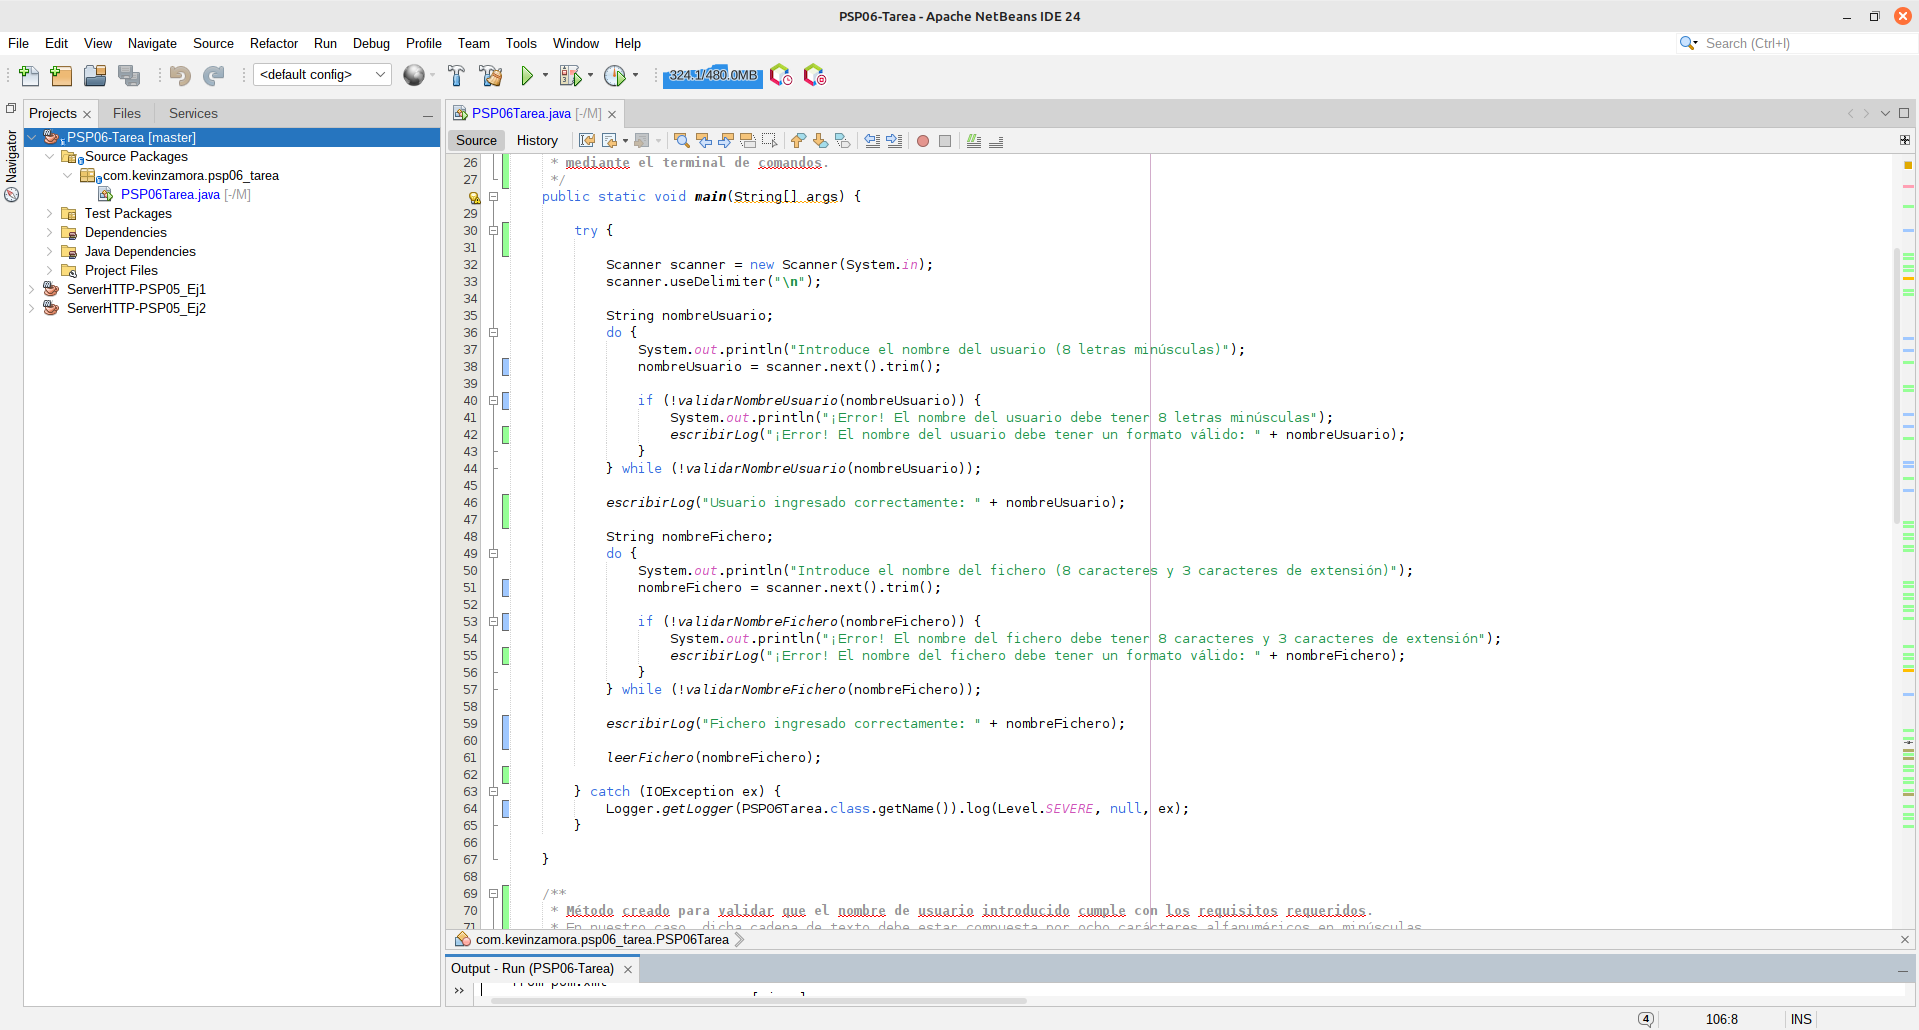 PSP06-Tarea - Apache NetBeans IDE 24
File Edit View Navigate Source Refactor Run Debug Profile Team Tools Window Help
Search (Ctrl+I)
<default config>
324.1/480.0MB
Projects Files Services
Navigator
PSP06-Tarea [master]
Source Packages
com.kevinzamora.psp06_tarea
PSP06Tarea.java [-/M]
Test Packages
Dependencies
Java Dependencies
Project Files
ServerHTTP-PSP05_Ej1
ServerHTTP-PSP05_Ej2
PSP06Tarea.java [-/M]
Source History
26 * mediante el terminal de comandos.
27 */
public static void main(String[] args) {
29
30 try {
31
32 Scanner scanner = new Scanner(System.in);
33 scanner.useDelimiter("\n");
34
35 String nombreUsuario;
36 do {
37 System.out.println("Introduce el nombre del usuario (8 letras minúsculas)");
38 nombreUsuario = scanner.next().trim();
39
40 if (!validarNombreUsuario(nombreUsuario)) {
41 System.out.println("¡Error! El nombre del usuario debe tener 8 letras minúsculas");
42 escribirLog("¡Error! El nombre del usuario debe tener un formato válido: " + nombreUsuario);
43 }
44 } while (!validarNombreUsuario(nombreUsuario));
45
46 escribirLog("Usuario ingresado correctamente: " + nombreUsuario);
47
48 String nombreFichero;
49 do {
50 System.out.println("Introduce el nombre del fichero (8 caracteres y 3 caracteres de extensión)");
51 nombreFichero = scanner.next().trim();
52
53 if (!validarNombreFichero(nombreFichero)) {
54 System.out.println("¡Error! El nombre del fichero debe tener 8 caracteres y 3 caracteres de extensión");
55 escribirLog("¡Error! El nombre del fichero debe tener un formato válido: " + nombreFichero);
56 }
57 } while (!validarNombreFichero(nombreFichero));
58
59 escribirLog("Fichero ingresado correctamente: " + nombreFichero);
60
61 leerFichero(nombreFichero);
62
63 } catch (IOException ex) {
64 Logger.getLogger(PSP06Tarea.class.getName()).log(Level.SEVERE, null, ex);
65 }
66
67 }
68
69 /**
70 * Método creado para validar que el nombre de usuario introducido cumple con los requisitos requeridos.
71 * En nuestro caso, dicha cadena de texto debe estar compuesta por ocho carácteres alfanuméricos en minúsculas
com.kevinzamora.psp06_tarea.PSP06Tarea
Output - Run (PSP06-Tarea)
from pom.xml
4 106:8 INS